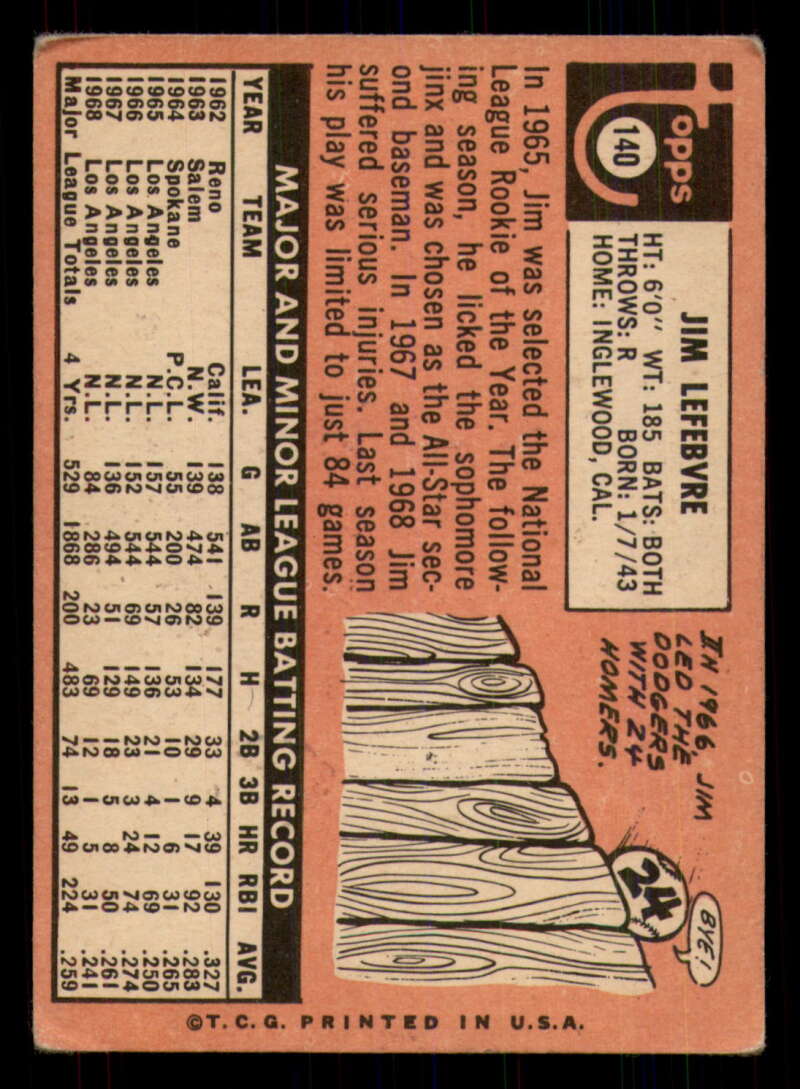 Topps
140
JIM LEFEBVRE
HT: 6'0" WT: 185 BATS: BOTH
THROWS: R BORN: 1/7/43
HOME: INGLEWOOD, CAL.
In 1965, Jim was selected the National
League Rookie of the Year. The follow-
ing season, he licked the sophomore
jinx and was chosen as the All-Star sec-
ond baseman. In 1967 and 1968 Jim
suffered serious injuries. Last season
his play was limited to just 84 games.
IN 1966, JIM
LED THE
DODGERS
WITH 24
HOMERS.
24
BYE!
MAJOR AND MINOR LEAGUE BATTING RECORD
YEAR TEAM LEA. G AB R H 2B 3B HR RBI AVG.
1962 Reno Calif. 138 541 139 177 33 4 39 130 .327
1963 Salem N.W. 139 474 82 134 29 9 17 92 .283
1964 Spokane P.C.L. 55 200 26 53 10 1 6 31 .265
1965 Los Angeles N.L. 157 544 57 136 21 4 12 69 .250
1966 Los Angeles N.L. 152 544 69 149 23 3 24 74 .274
1967 Los Angeles N.L. 136 494 51 129 18 5 8 50 .261
1968 Los Angeles N.L. 84 286 23 69 12 1 5 31 .241
Major League Totals 4 Yrs. 529 1868 200 483 74 13 49 224 .259
©T.C.G. PRINTED IN U.S.A.